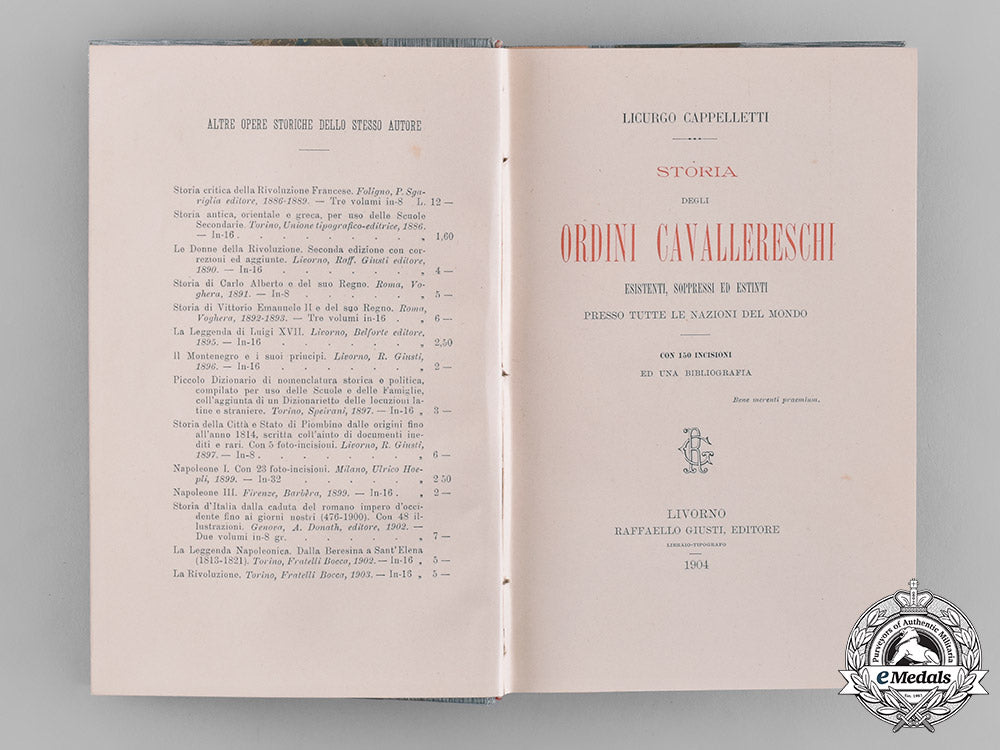 ALTRE OPERE STORICHE DELLO STESSO AUTORE
Storia critica della Rivoluzione Francese. Foligno, P. Sga-
riglia editore, 1886-1889. — Tre volumi in-8 L. 12 —
Storia antica, orientale e greca, per uso delle Scuole
Secondarie. Torino, Unione tipografico-editrice, 1886.
— In-16 . . . . . . . . . „ 1,60
Le Donne della Rivoluzione. Seconda edizione con cor-
rezioni ed aggiunte. Livorno, Raff. Giusti editore,
1890. — In-16 . . . . . . . „ 4 —
Storia di Carlo Alberto e del suo Regno. Roma, Vo-
ghera, 1891. — In-8 . . . . . . „ 5 —
Storia di Vittorio Emanuele II e del suo Regno. Roma,
Voghera, 1892-1893. — Tre volumi in-16 . . „ 6 —
La Leggenda di Luigi XVII. Livorno, Belforte editore,
1895. — In-16 . . . . . . . „ 2,50
Il Montenegro e i suoi principi. Livorno, R. Giusti,
1896. — In-16 . . . . . . . „ 2 —
Piccolo Dizionario di nomenclatura storica e politica,
compilato per uso delle Scuole e delle Famiglie,
coll'aggiunta di un Dizionarietto delle locuzioni la-
tine e straniere. Torino, Speirani, 1897. — In-16 „ 3 —
Storia della Città e Stato di Piombino dalle origini fino
all'anno 1814, scritta coll'ainto di documenti ine-
diti e rari. Con 5 foto-incisioni. Livorno, R. Giusti,
1897. — In-8 . . . . . . . . „ 6 —
Napoleone I. Con 23 foto-incisioni. Milano, Ulrico Hoe-
pli, 1899. — In-32 . . . . . . „ 2 50
Napoleone III. Firenze, Barbèra, 1899. — In-16 . „ 2 —
Storia d'Italia dalla caduta del romano impero d'occi-
dente fino ai giorni nostri (476-1900). Con 48 il-
lustrazioni. Genova, A. Donath, editore, 1902. —
Due volumi in-8 gr. . . . . . . „ 7 —
La Leggenda Napoleonica. Dalla Beresina a Sant'Elena
(1813-1821). Torino, Fratelli Bocca, 1902. — In-16 „ 5 —
La Rivoluzione. Torino, Fratelli Bocca, 1903. — In-16 „ 5 —
LICURGO CAPPELLETTI
STORIA
DEGLI
ORDINI CAVALLERESCHI
ESISTENTI, SOPPRESSI ED ESTINTI
PRESSO TUTTE LE NAZIONI DEL MONDO
CON 150 INCISIONI
ED UNA BIBLIOGRAFIA
Bene merenti praemium.
RG
LIVORNO
RAFFAELLO GIUSTI, EDITORE
LIBRAIO-TIPOGRAFO
1904
Purveyors of Authentic Militaria
eMedals